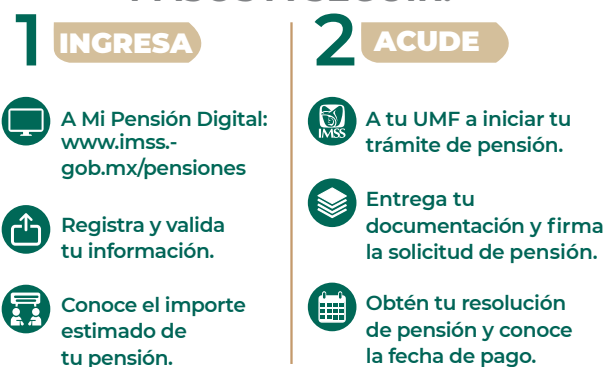 PASOS A SEGUIR:
1 INGRESA
A Mi Pensión Digital:
www.imss.-
gob.mx/pensiones
Registra y valida
tu información.
Conoce el importe
estimado de
tu pensión.
2 ACUDE
IMSS
A tu UMF a iniciar tu
trámite de pensión.
Entrega tu
documentación y firma
la solicitud de pensión.
Obtén tu resolución
de pensión y conoce
la fecha de pago.